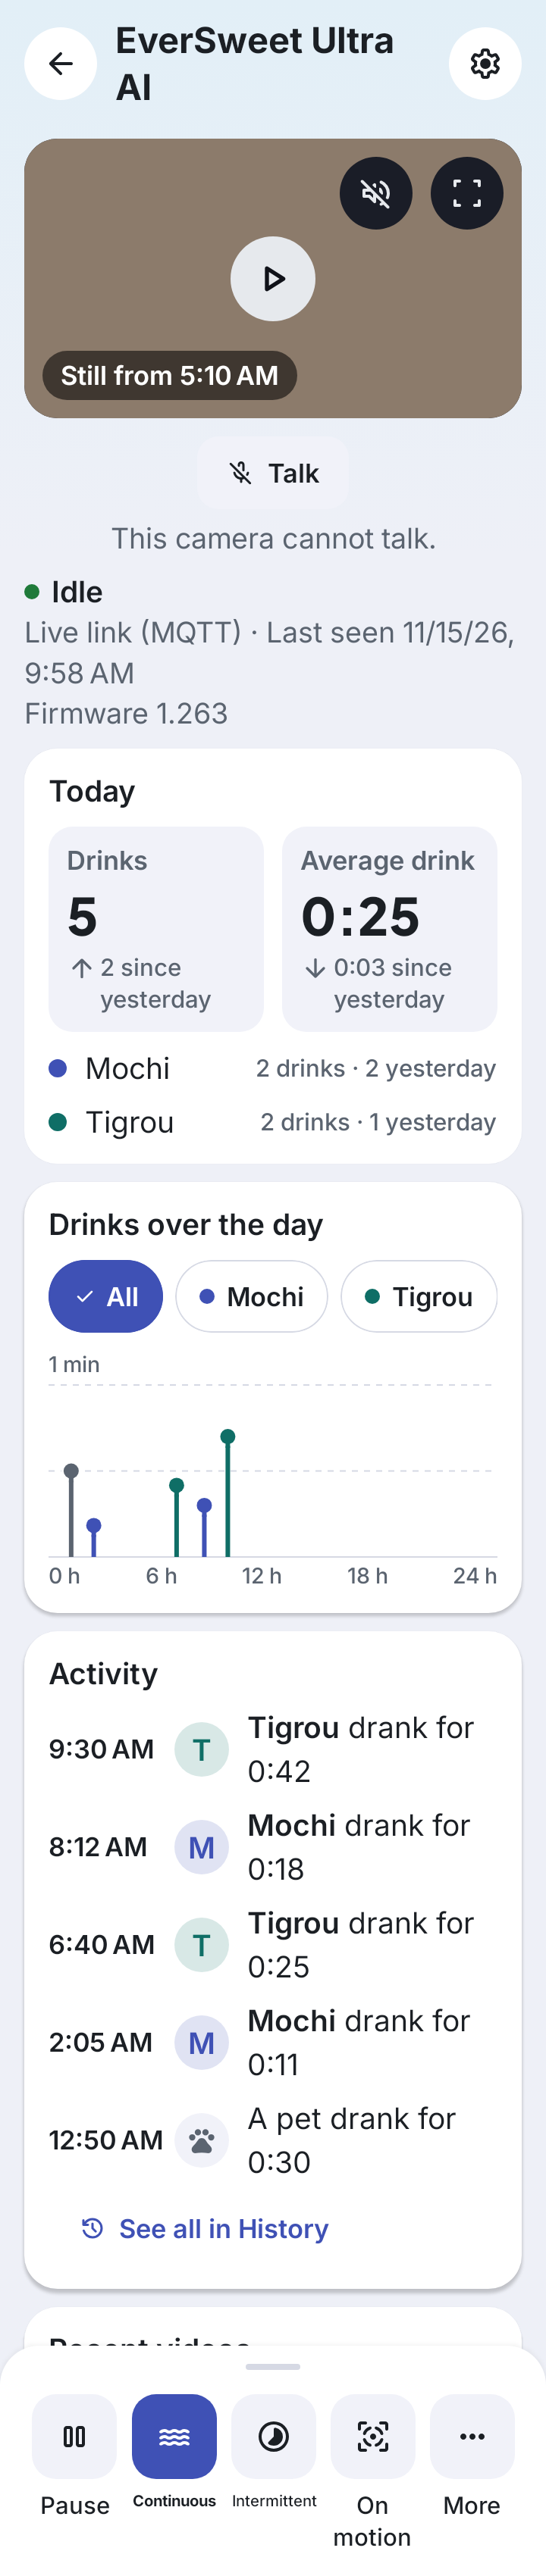 EverSweet Ultra
AI
Still from 5:10 AM
Talk
This camera cannot talk.
Idle
Live link (MQTT) · Last seen 11/15/26,
9:58 AM
Firmware 1.263
Today
Drinks
5
2 since
yesterday
Average drink
0:25
0:03 since
yesterday
Mochi 2 drinks · 2 yesterday
Tigrou 2 drinks · 1 yesterday
Drinks over the day
All Mochi Tigrou
1 min
0 h 6 h 12 h 18 h 24 h
Activity
9:30 AM T Tigrou drank for
0:42
8:12 AM M Mochi drank for
0:18
6:40 AM T Tigrou drank for
0:25
2:05 AM M Mochi drank for
0:11
12:50 AM A pet drank for
0:30
See all in History
Recent videos
Pause Continuous Intermittent On
motion More